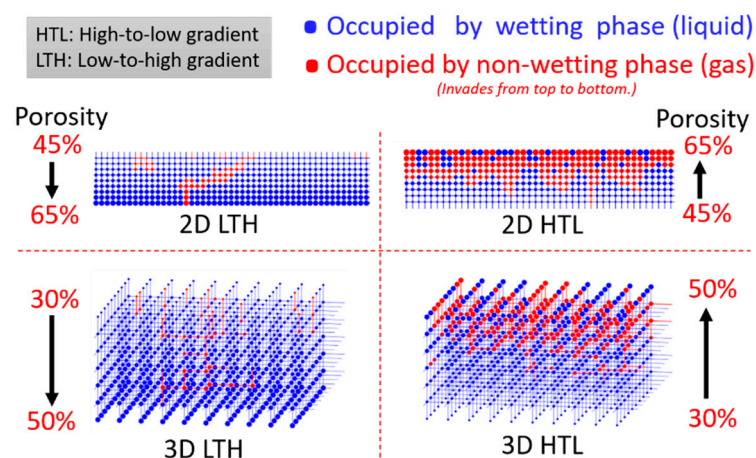 HTL: High-to-low gradient
LTH: Low-to-high gradient
Occupied by wetting phase (liquid)
Occupied by non-wetting phase (gas)
(Invades from top to bottom.)
Porosity
45%
65%
2D LTH
Porosity
65%
45%
2D HTL
30%
50%
3D LTH
50%
30%
3D HTL